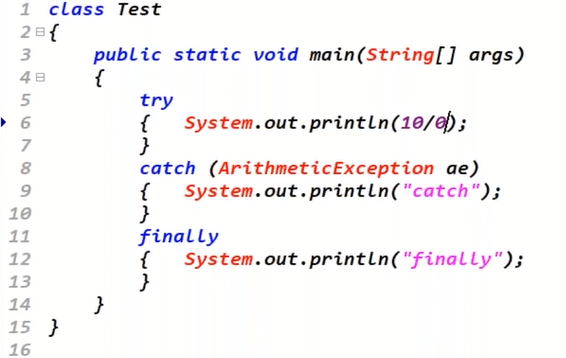 1 class Test
2 {
3 public static void main(String[] args)
4 {
5 try
6 { System.out.println(10/0);
7 }
8 catch (ArithmeticException ae)
9 { System.out.println("catch");
10 }
11 finally
12 { System.out.println("finally");
13 }
14 }
15 }
16